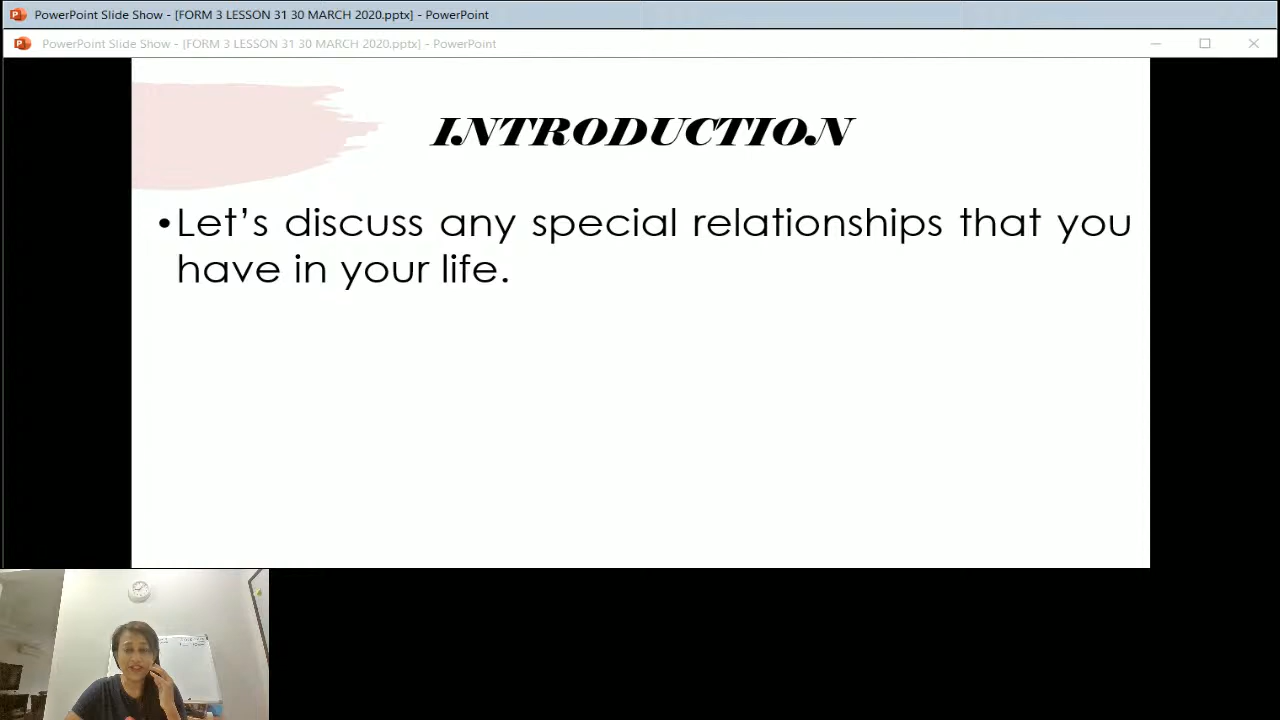 PowerPoint Slide Show - [FORM 3 LESSON 31 30 MARCH 2020.pptx] - PowerPoint
PowerPoint Slide Show - [FORM 3 LESSON 31 30 MARCH 2020.pptx] - PowerPoint
INTRODUCTION
•Let’s discuss any special relationships that you
have in your life.